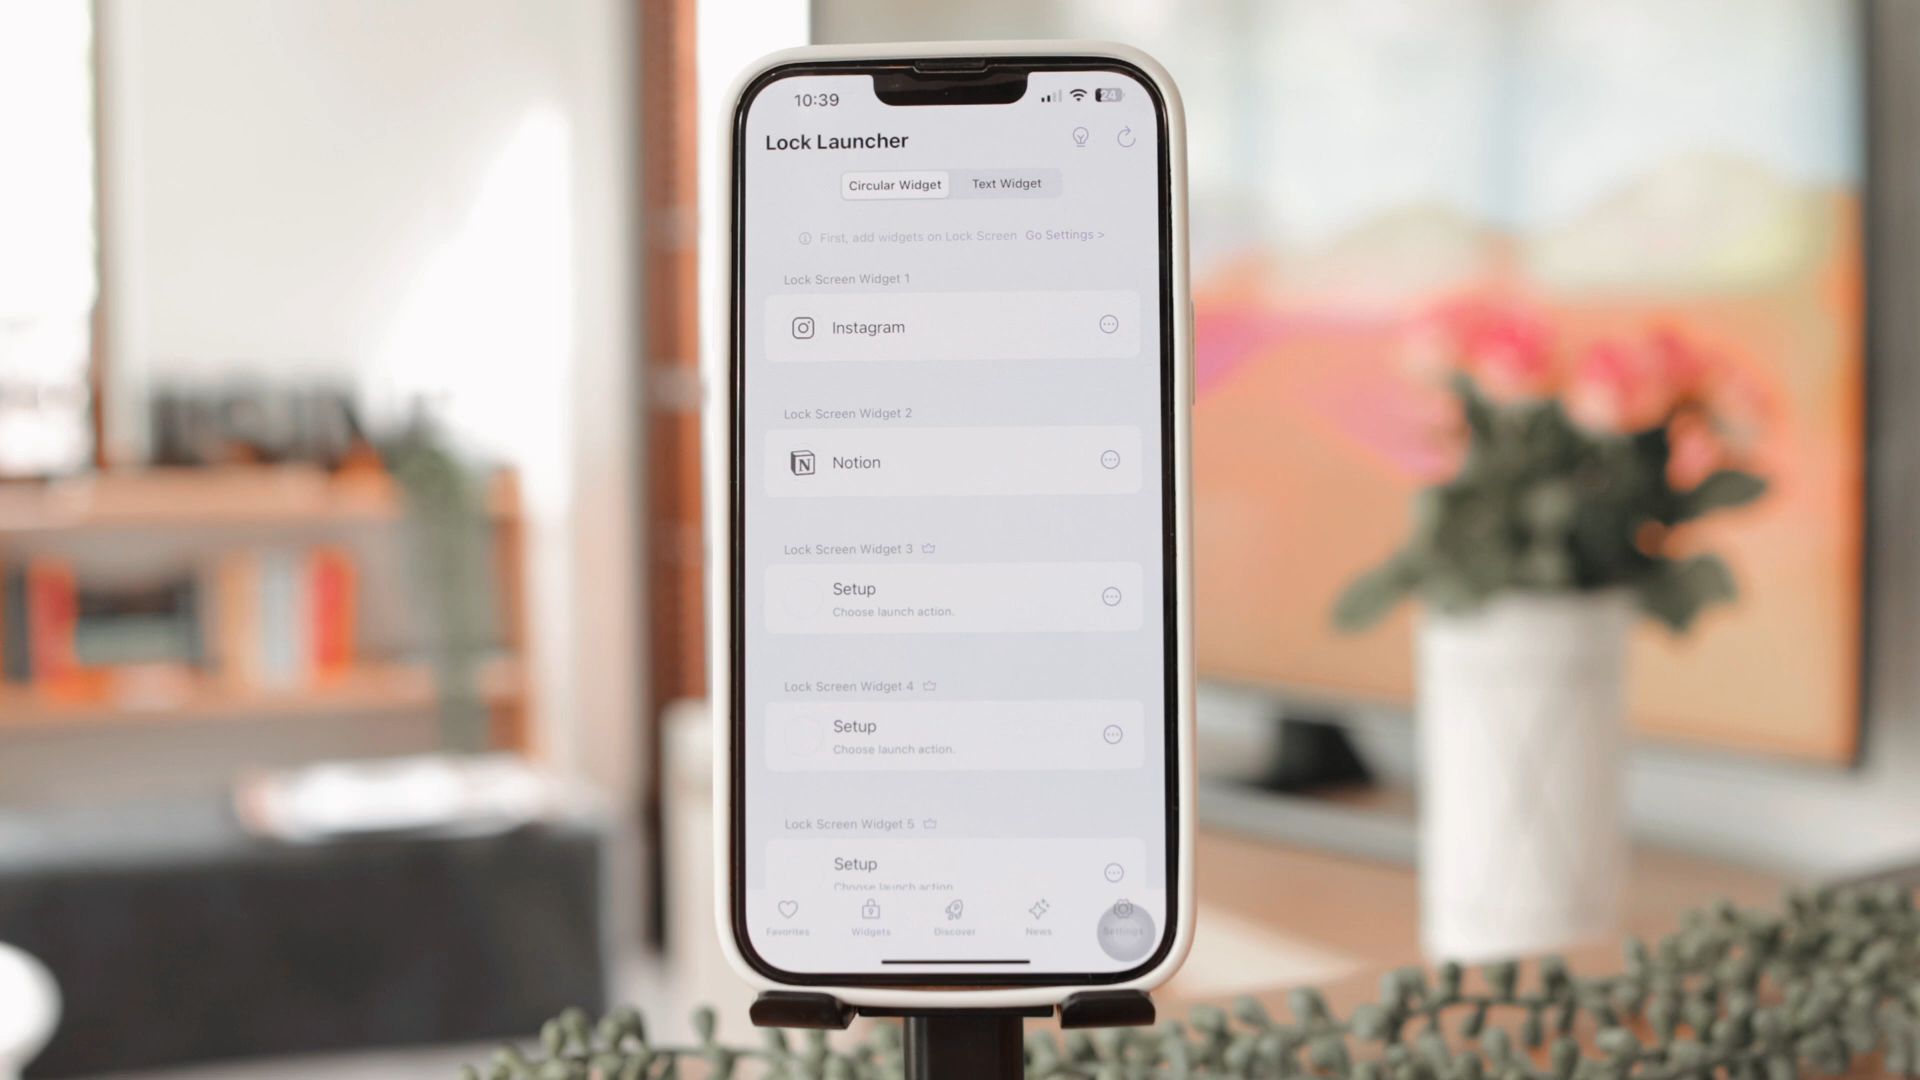 10:39
24
Lock Launcher
Circular Widget
Text Widget
First, add widgets on Lock Screen Go Settings >
Lock Screen Widget 1
Instagram
Lock Screen Widget 2
N
Notion
Lock Screen Widget 3
Setup
Choose launch action.
Lock Screen Widget 4
Setup
Choose launch action.
Lock Screen Widget 5
Setup
Choose launch action
Favorites
Widgets
Discover
News
Settings